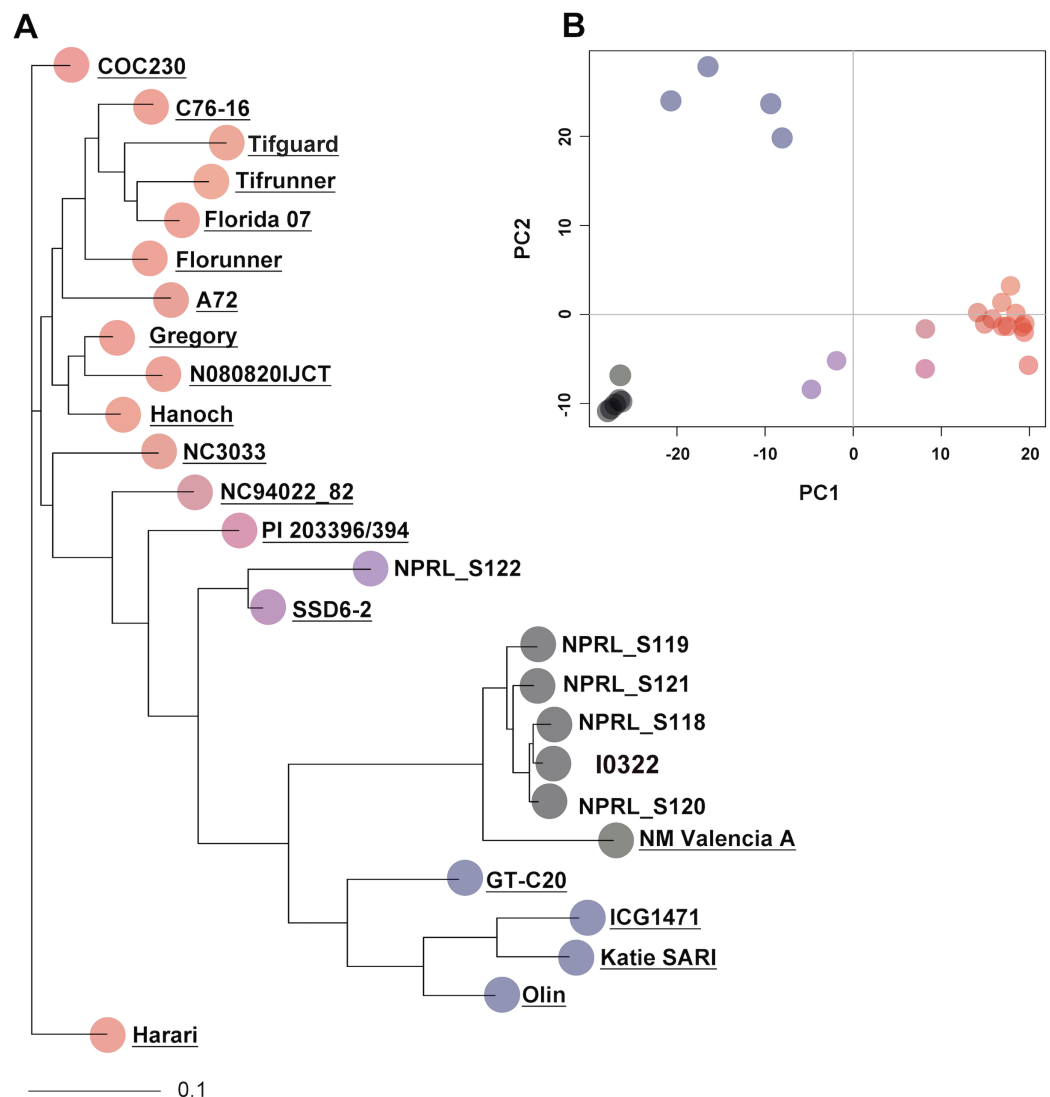 A
COC230
C76-16
Tifguard
Tifrunner
Florida 07
Florunner
A72
Gregory
N080820IJCT
Hanoch
NC3033
NC94022_82
PI 203396/394
NPRL_S122
SSD6-2
NPRL_S119
NPRL_S121
NPRL_S118
I0322
NPRL_S120
NM Valencia A
GT-C20
ICG1471
Katie SARI
Olin
Harari
0.1
B
PC2
20
10
0
-10
-20 -10 0 10 20
PC1